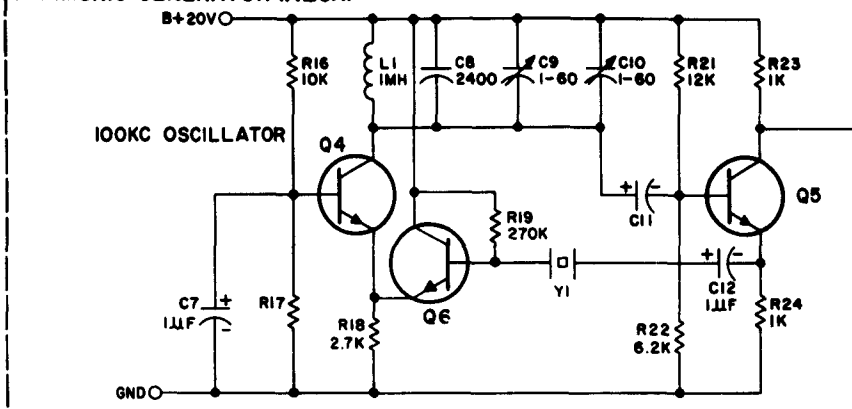 B+20V
R16
10K
L1
1MH
C8
2400
C9
1-60
C10
1-60
R21
12K
R23
1K
100KC OSCILLATOR
Q4
Q5
C11
R19
270K
Y1
C12
1µF
C7
1µF
R17
R18
2.7K
Q6
R22
6.2K
R24
1K
GND